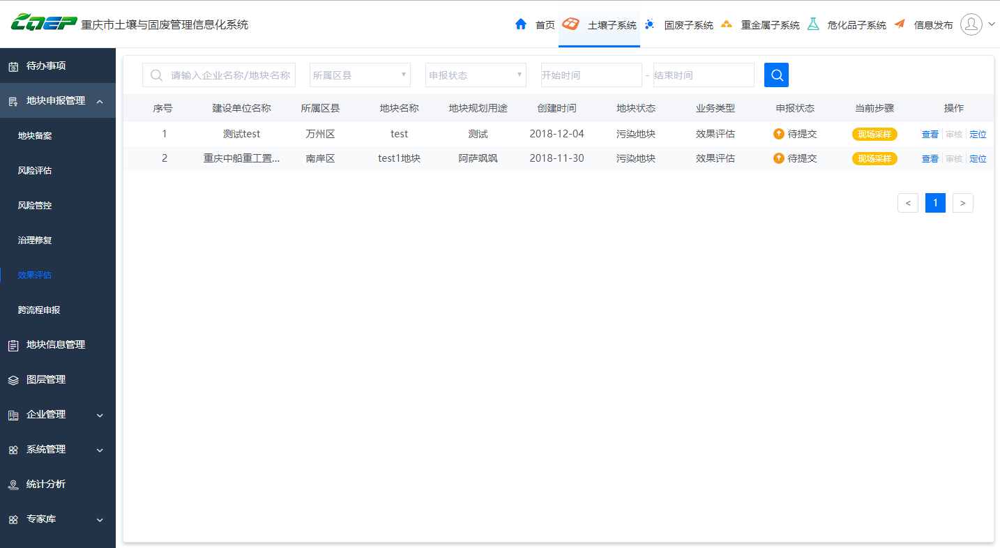 CQEP 重庆市土壤与固废管理信息化系统 首页 土壤子系统 固废子系统 重金属子系统 危化品子系统 信息发布
待办事项
地块申报管理
地块备案
风险评估
风险管控
治理修复
效果评估
跨流程申报
地块信息管理
图层管理
企业管理
系统管理
统计分析
专家库
请输入企业名称/地块名称 所属区县 申报状态 开始时间 - 结束时间
序号 建设单位名称 所属区县 地块名称 地块规划用途 创建时间 地块状态 业务类型 申报状态 当前步骤 操作
1 测试test 万州区 test 测试 2018-12-04 污染地块 效果评估 待提交 现场采样 查看 审核 定位
2 重庆中船重工置... 南岸区 test1地块 阿萨飒飒 2018-11-30 污染地块 效果评估 待提交 现场采样 查看 审核 定位
< 1 >